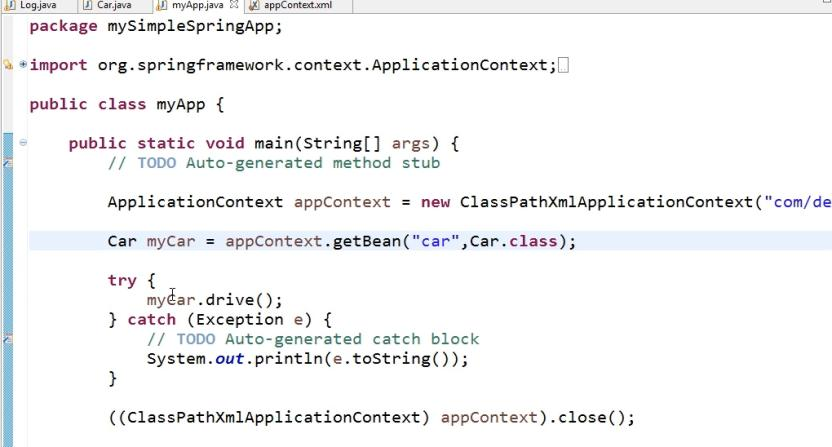 Log.java Car.java myApp.java appContext.xml
package mySimpleSpringApp;
import org.springframework.context.ApplicationContext;
public class myApp {
public static void main(String[] args) {
// TODO Auto-generated method stub
ApplicationContext appContext = new ClassPathXmlApplicationContext("com/de
Car myCar = appContext.getBean("car",Car.class);
try {
myCar.drive();
} catch (Exception e) {
// TODO Auto-generated catch block
System.out.println(e.toString());
}
((ClassPathXmlApplicationContext) appContext).close();